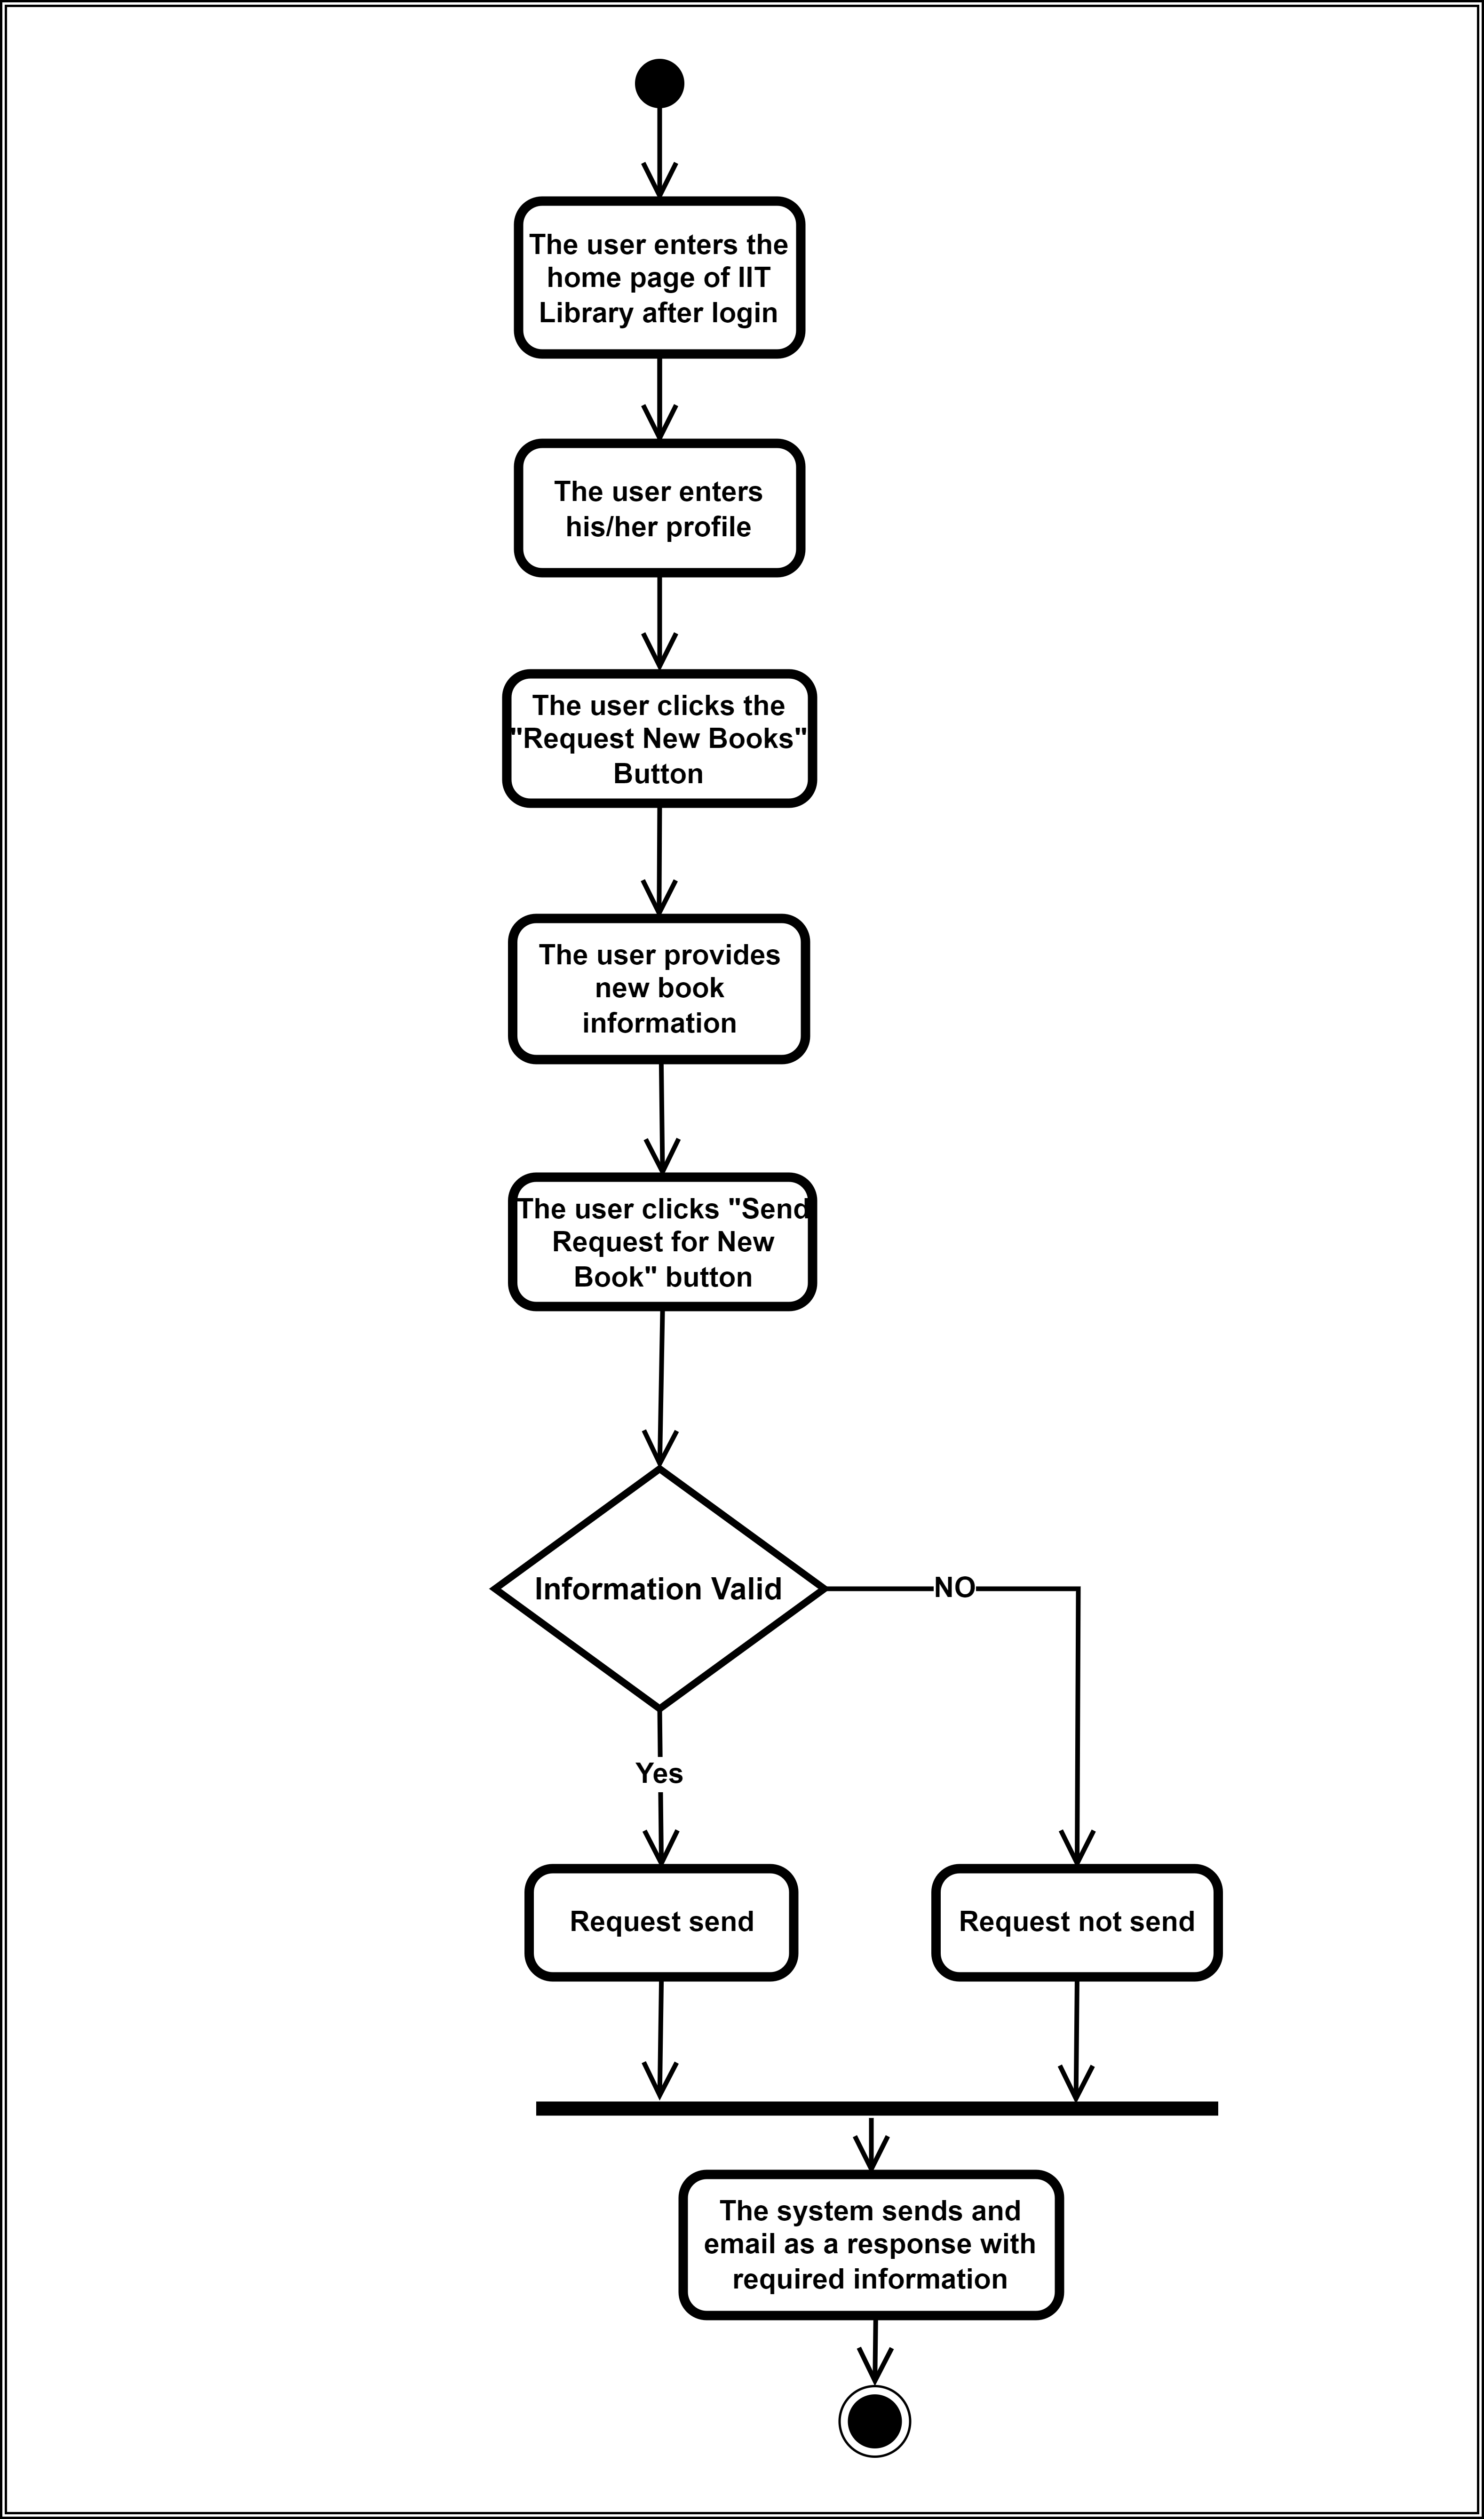 The user enters the
home page of IIT
Library after login
The user enters
his/her profile
The user clicks the
"Request New Books"
Button
The user provides
new book
information
The user clicks "Send
Request for New
Book" button
Information Valid
NO
Yes
Request send
Request not send
The system sends and
email as a response with
required information